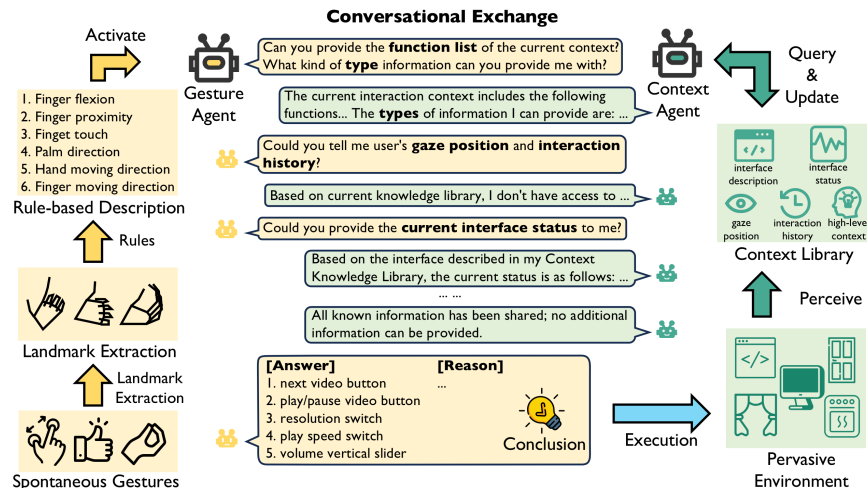 Conversational Exchange
Activate
1. Finger flexion
2. Finger proximity
3. Finget touch
4. Palm direction
5. Hand moving direction
6. Finger moving direction
Rule-based Description
Rules
Landmark Extraction
Landmark
Extraction
Spontaneous Gestures
Gesture
Agent
Can you provide the function list of the current context?
What kind of type information can you provide me with?
Context
Agent
The current interaction context includes the following
functions... The types of information I can provide are: ...
Could you tell me user's gaze position and interaction
history?
Based on current knowledge library, I don't have access to ...
Could you provide the current interface status to me?
Based on the interface described in my Context
Knowledge Library, the current status is as follows: ...
... ...
All known information has been shared; no additional
information can be provided.
[Answer] [Reason]
1. next video button ...
2. play/pause video button
3. resolution switch
4. play speed switch
5. volume vertical slider
Conclusion
Execution
Query
&
Update
</>
interface
description
interface
status
gaze
position
interaction
history
high-level
context
Context Library
Perceive
</>
Pervasive
Environment